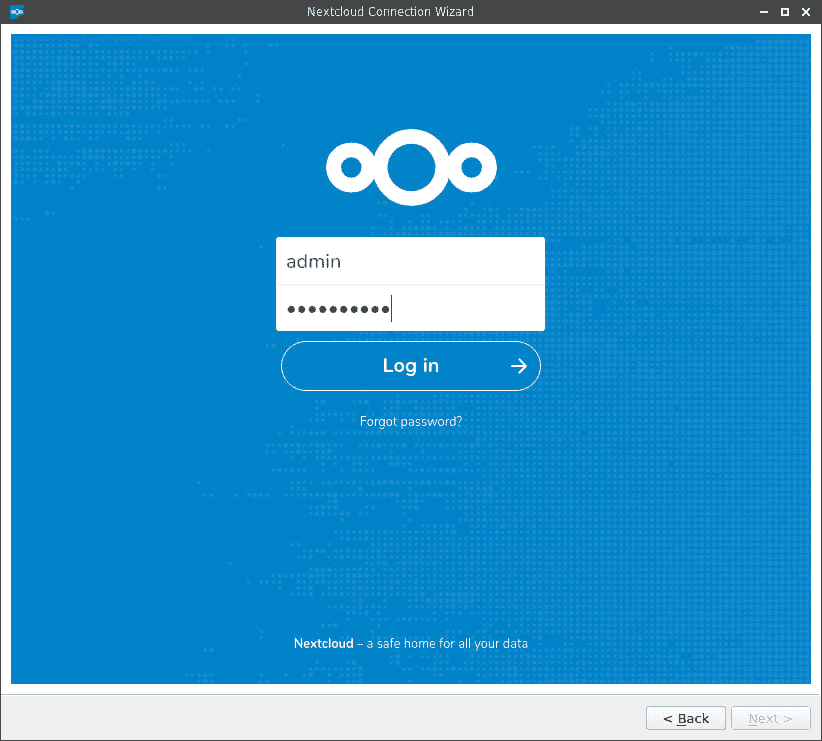 Nextcloud Connection Wizard
admin
••••••••••
Log in
Forgot password?
Nextcloud – a safe home for all your data
< Back
Next >